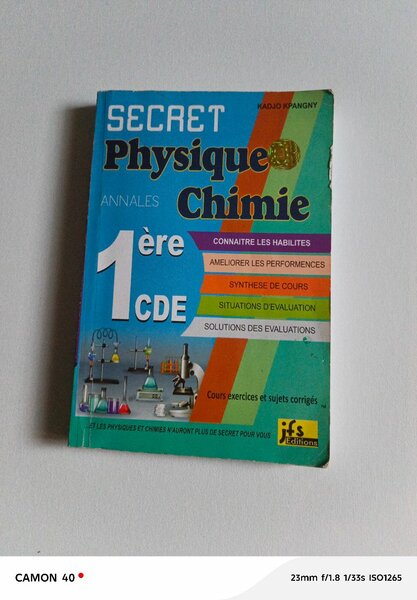 KADJO KPANGNY
SECRET
Physique
ANNALES Chimie
1ère
CDE
CONNAITRE LES HABILITES
AMELIORER LES PERFORMENCES
SYNTHESE DE COURS
SITUATIONS D'EVALUATION
SOLUTIONS DES EVALUATIONS
Cours exercices et sujets corrigés
jfs
Editions
ET LES PHYSIQUES ET CHIMIES N'AURONT PLUS DE SECRET POUR VOUS
CAMON 40
23mm f/1.8 1/33s ISO1265